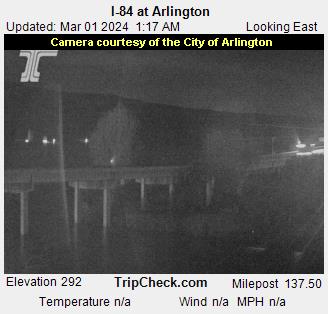 I-84 at Arlington
Updated: Mar 01 2024 1:17 AM Looking East
Camera courtesy of the City of Arlington
Elevation 292 TripCheck.com Milepost 137.50
Temperature n/a Wind n/a MPH n/a